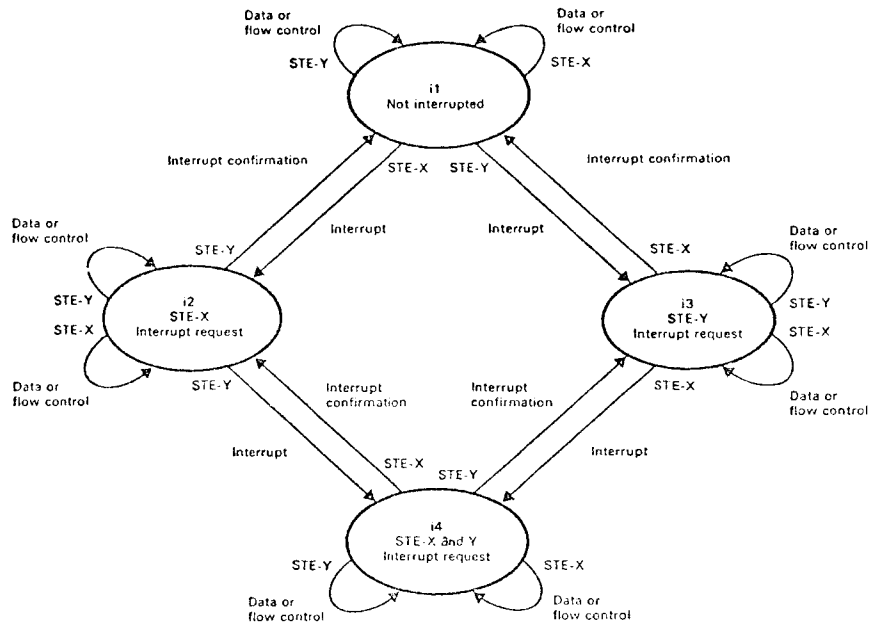 Data or
flow control
STE-Y
Data or
flow control
STE-X
i1
Not interrupted
Interrupt confirmation
STE-X
STE-Y
Interrupt confirmation
Interrupt
Interrupt
Data or
flow control
STE-Y
STE-X
Data or
flow control
STE-Y
STE-X
i2
STE-X
Interrupt request
i3
STE-Y
Interrupt request
STE-Y
STE-X
Data or
flow control
STE-Y
Interrupt
confirmation
Interrupt
confirmation
STE-X
Data or
flow control
Interrupt
STE-X
STE-Y
Interrupt
i4
STE-X and Y
Interrupt request
STE-Y
STE-X
Data or
flow control
Data or
flow control